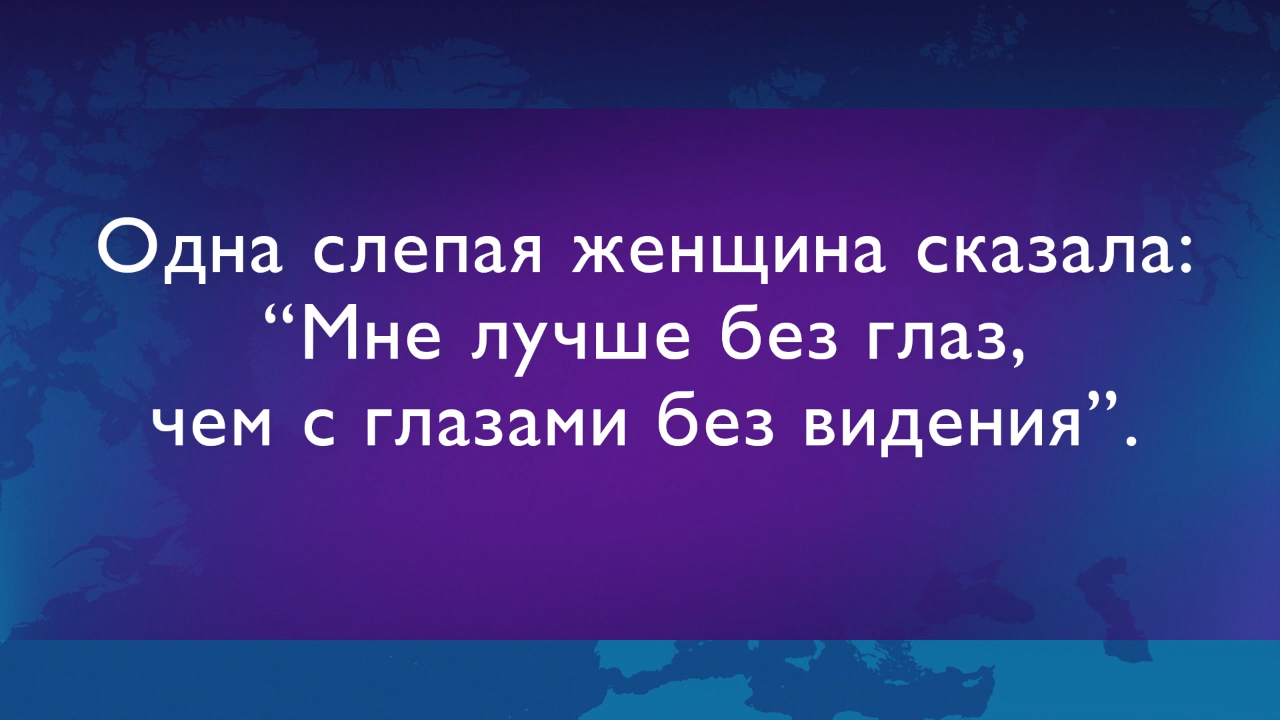 Одна слепая женщина сказала:
“Мне лучше без глаз,
чем с глазами без видения”.